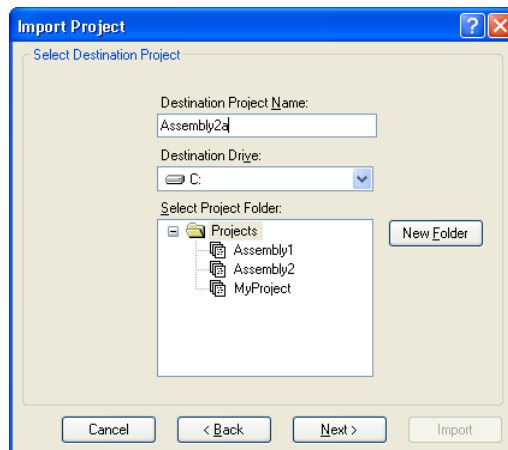 Import Project
Select Destination Project
Destination Project Name:
Assembly2a
Destination Drive:
C:
Select Project Folder:
Projects
New Folder
Assembly1
Assembly2
MyProject
Cancel
< Back
Next >
Import